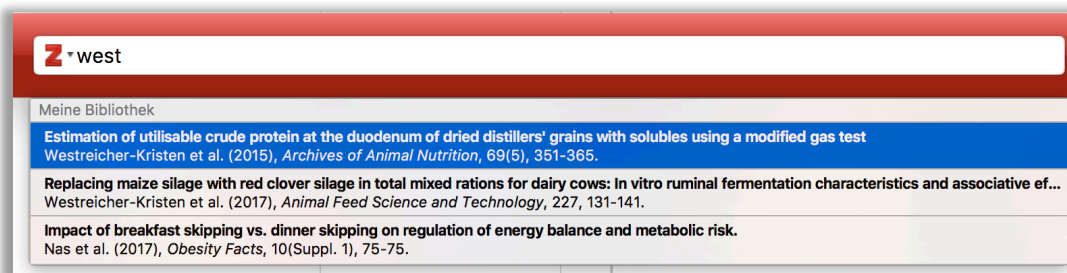 Z west
Meine Bibliothek
Estimation of utilisable crude protein at the duodenum of dried distillers' grains with solubles using a modified gas test
Westreicher-Kristen et al. (2015), Archives of Animal Nutrition, 69(5), 351-365.
Replacing maize silage with red clover silage in total mixed rations for dairy cows: In vitro ruminal fermentation characteristics and associative ef...
Westreicher-Kristen et al. (2017), Animal Feed Science and Technology, 227, 131-141.
Impact of breakfast skipping vs. dinner skipping on regulation of energy balance and metabolic risk.
Nas et al. (2017), Obesity Facts, 10(Suppl. 1), 75-75.